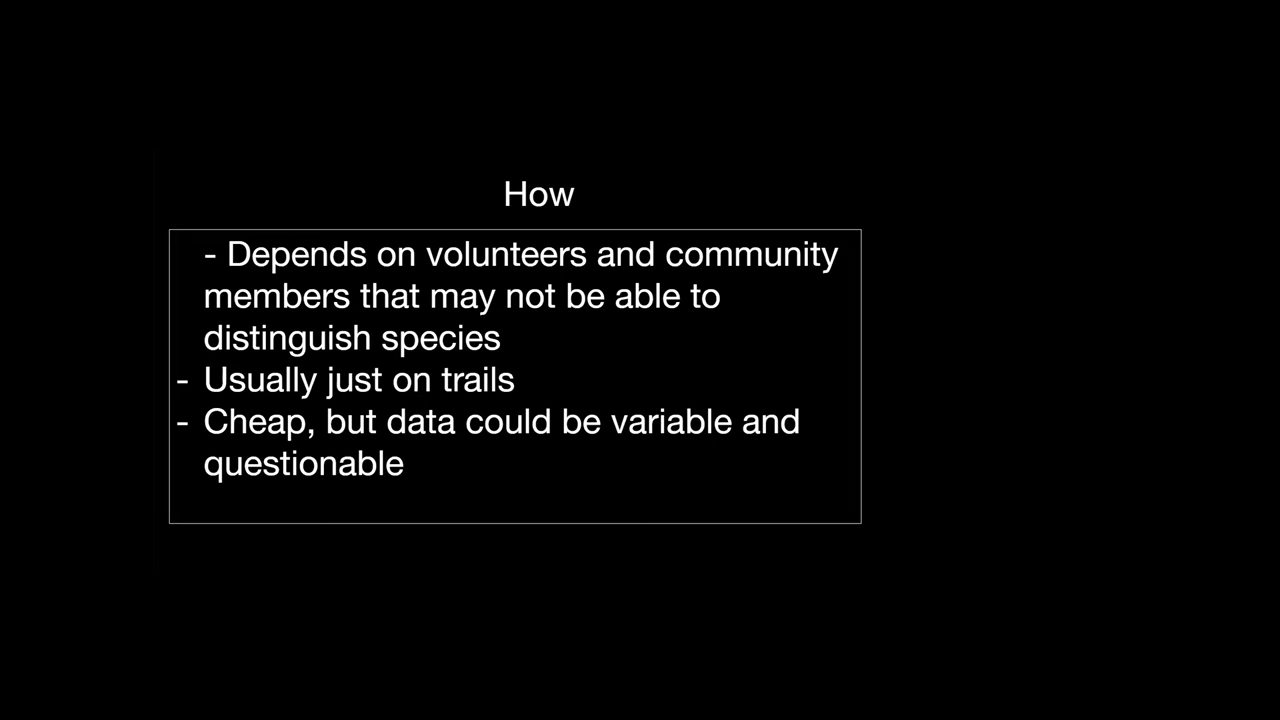 How
- Depends on volunteers and community
members that may not be able to
distinguish species
- Usually just on trails
- Cheap, but data could be variable and
questionable